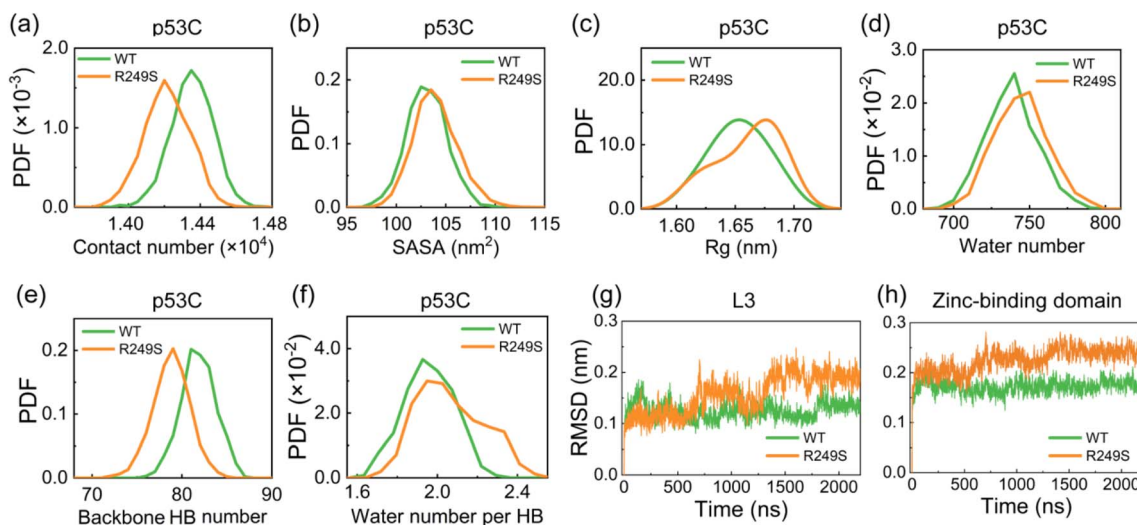 (a) p53C
PDF (×10⁻³)
2.0
1.0
0.0
1.40 1.44 1.48
Contact number (×10⁴)
WT
R249S
(b) p53C
PDF
0.2
0.1
0.0
95 100 105 110 115
SASA (nm²)
WT
R249S
(c) p53C
PDF
20.0
10.0
0.0
1.60 1.65 1.70
Rg (nm)
WT
R249S
(d) p53C
PDF (×10⁻²)
3.0
2.0
1.0
0.0
700 750 800
Water number
WT
R249S
(e) p53C
PDF
0.2
0.1
0.0
70 80 90
Backbone HB number
WT
R249S
(f) p53C
PDF (×10⁻²)
4.0
2.0
0.0
1.6 2.0 2.4
Water number per HB
WT
R249S
(g) L3
RMSD (nm)
0.3
0.2
0.1
0.0
0 500 1000 1500 2000
Time (ns)
WT
R249S
(h) Zinc-binding domain
0.3
0.2
0.1
0.0
0 500 1000 1500 2000
Time (ns)
WT
R249S